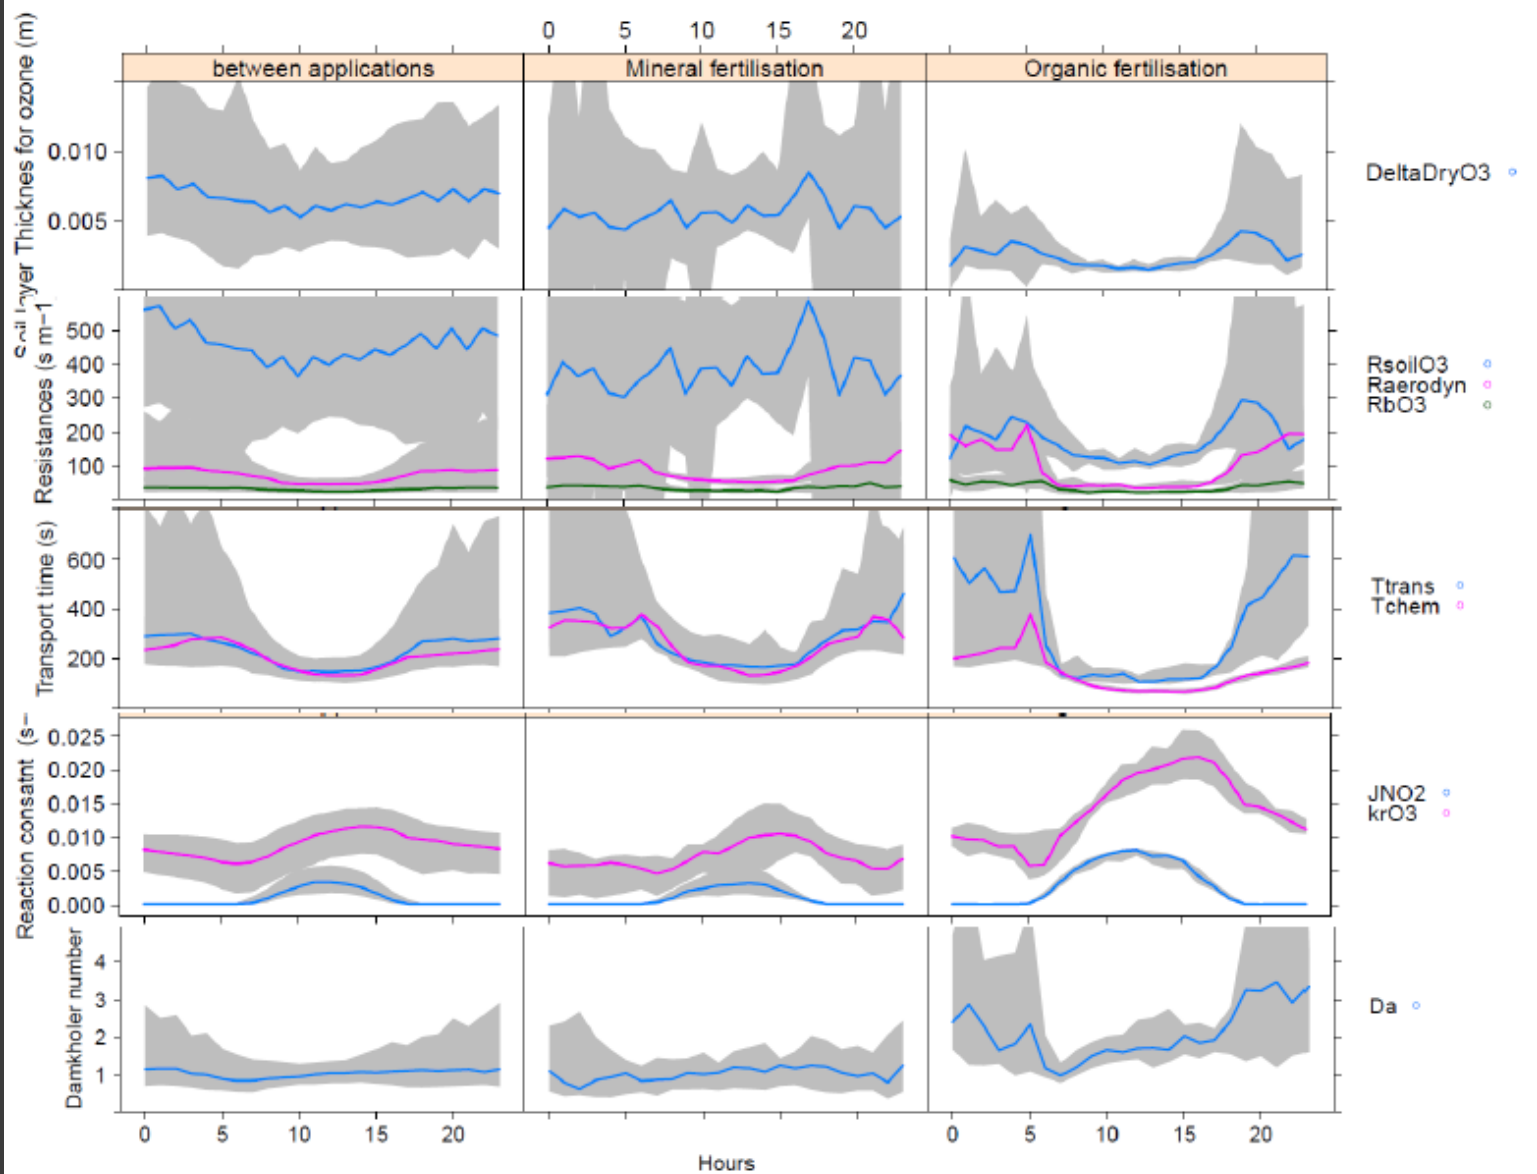 0 5 10 15 20
between applications Mineral fertilisation Organic fertilisation
Thicknes for ozone (m)
0.010
0.005
DeltaDryO3
Resistances (s m−1
500
400
300
200
100
RsoilO3
Raerodyn
RbO3
Transport time (s)
600
400
200
Ttrans
Tchem
Reaction consatnt (s−
0.025
0.020
0.015
0.010
0.005
0.000
JNO2
krO3
Damkholer number
4
3
2
1
Da
0 5 10 15 20 0 5 10 15 20
Hours